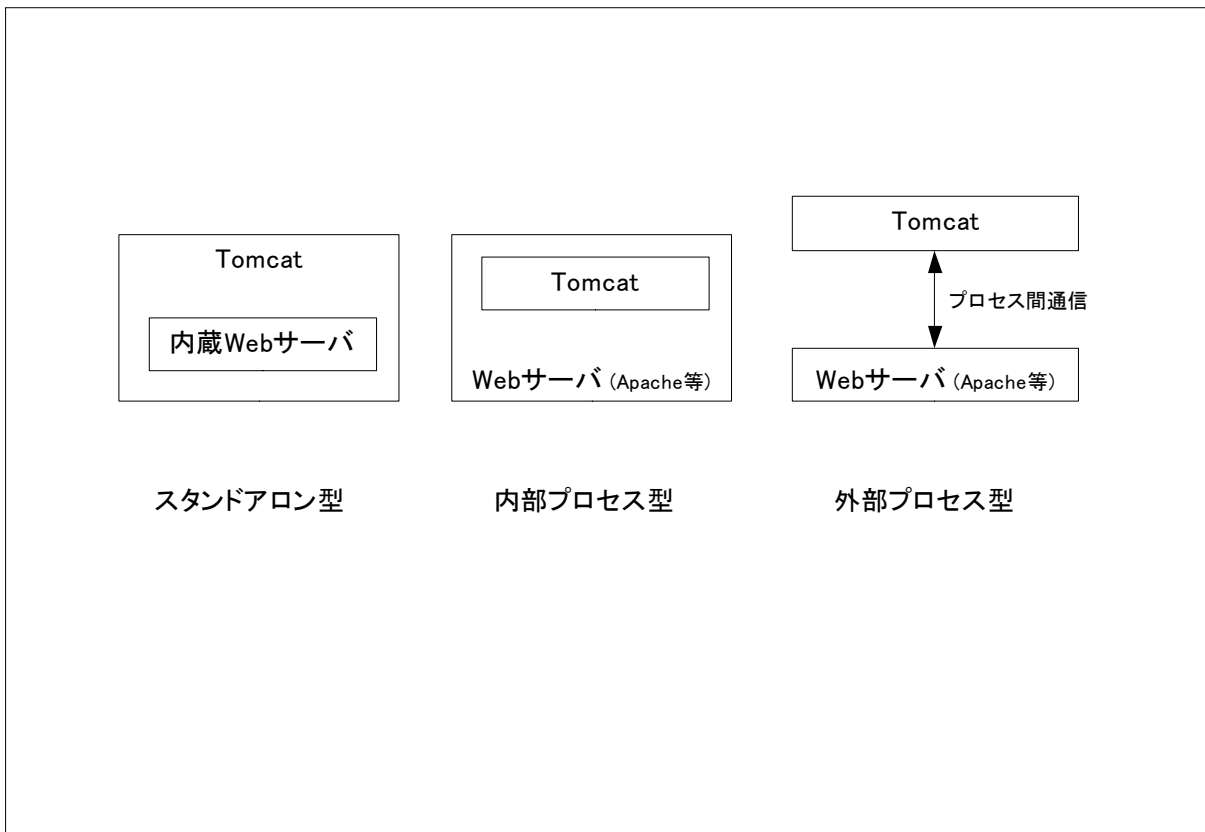 Tomcat
内蔵Webサーバ
スタンドアロン型
Tomcat
Webサーバ (Apache等)
内部プロセス型
Tomcat
プロセス間通信
Webサーバ (Apache等)
外部プロセス型